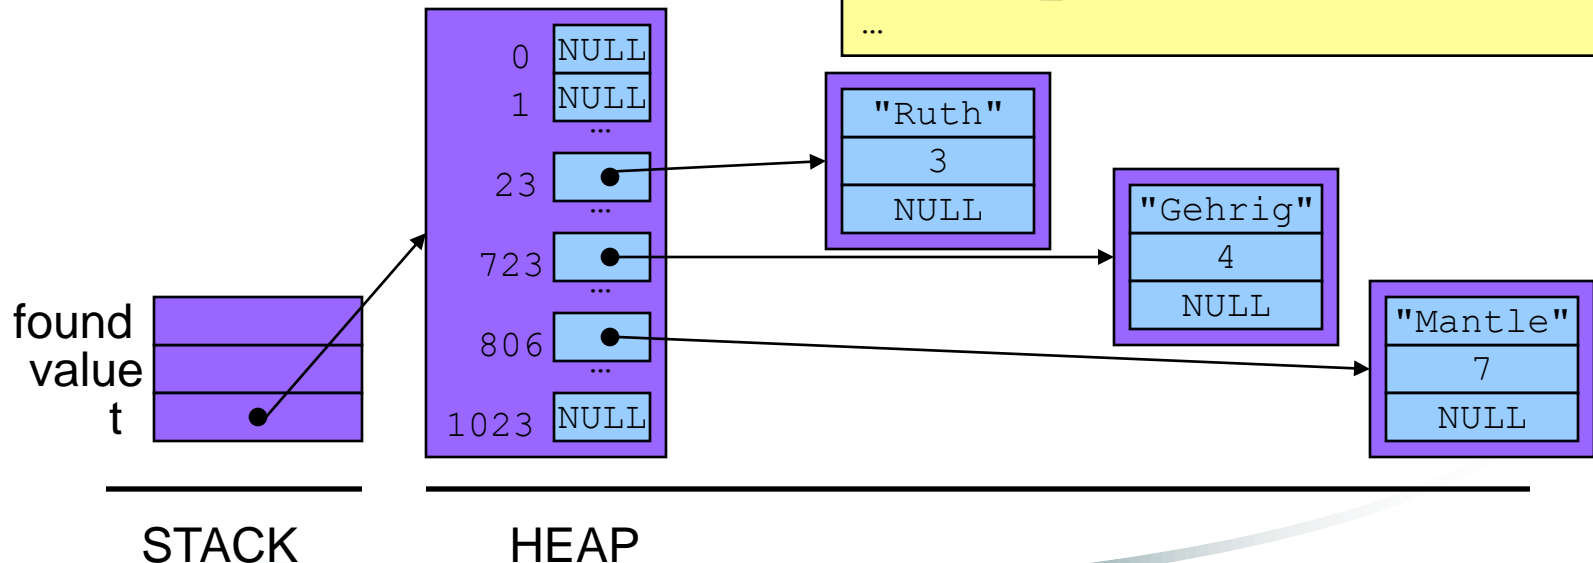 ...
0 NULL
1 NULL
...
23
...
723
...
806
...
1023 NULL
"Ruth"
3
NULL
"Gehrig"
4
NULL
"Mantle"
7
NULL
found
value
t
STACK
HEAP